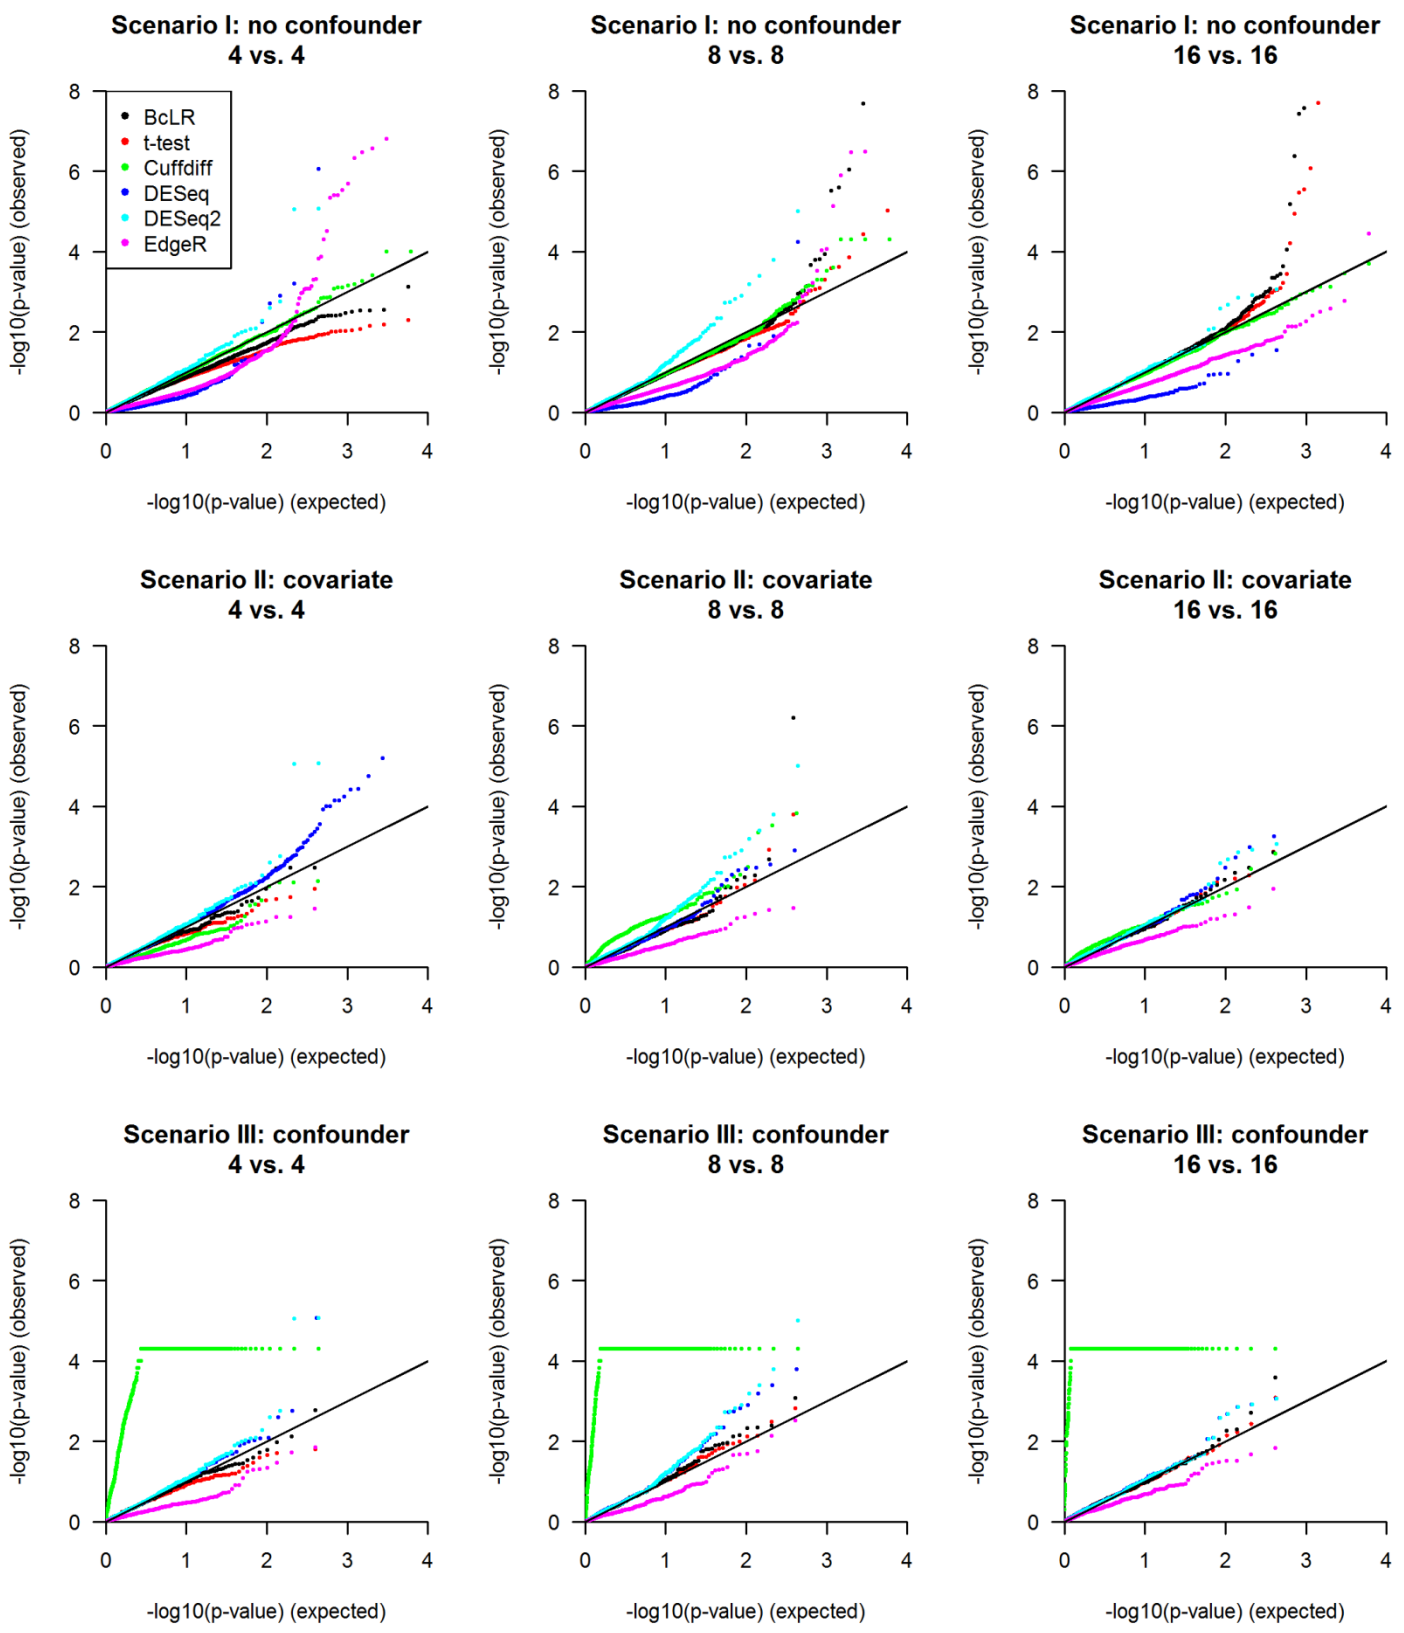 Scenario I: no confounder
4 vs. 4
Scenario I: no confounder
8 vs. 8
Scenario I: no confounder
16 vs. 16
-log10(p-value) (observed)
8
6
4
2
0
BcLR
t-test
Cuffdiff
DESeq
DESeq2
EdgeR
0 1 2 3 4
-log10(p-value) (expected)
-log10(p-value) (observed)
8
6
4
2
0
0 1 2 3 4
-log10(p-value) (expected)
-log10(p-value) (observed)
8
6
4
2
0
0 1 2 3 4
-log10(p-value) (expected)
Scenario II: covariate
4 vs. 4
Scenario II: covariate
8 vs. 8
Scenario II: covariate
16 vs. 16
-log10(p-value) (observed)
8
6
4
2
0
0 1 2 3 4
-log10(p-value) (expected)
-log10(p-value) (observed)
8
6
4
2
0
0 1 2 3 4
-log10(p-value) (expected)
-log10(p-value) (observed)
8
6
4
2
0
0 1 2 3 4
-log10(p-value) (expected)
Scenario III: confounder
4 vs. 4
Scenario III: confounder
8 vs. 8
Scenario III: confounder
16 vs. 16
-log10(p-value) (observed)
8
6
4
2
0
0 1 2 3 4
-log10(p-value) (expected)
-log10(p-value) (observed)
8
6
4
2
0
0 1 2 3 4
-log10(p-value) (expected)
-log10(p-value) (observed)
8
6
4
2
0
0 1 2 3 4
-log10(p-value) (expected)